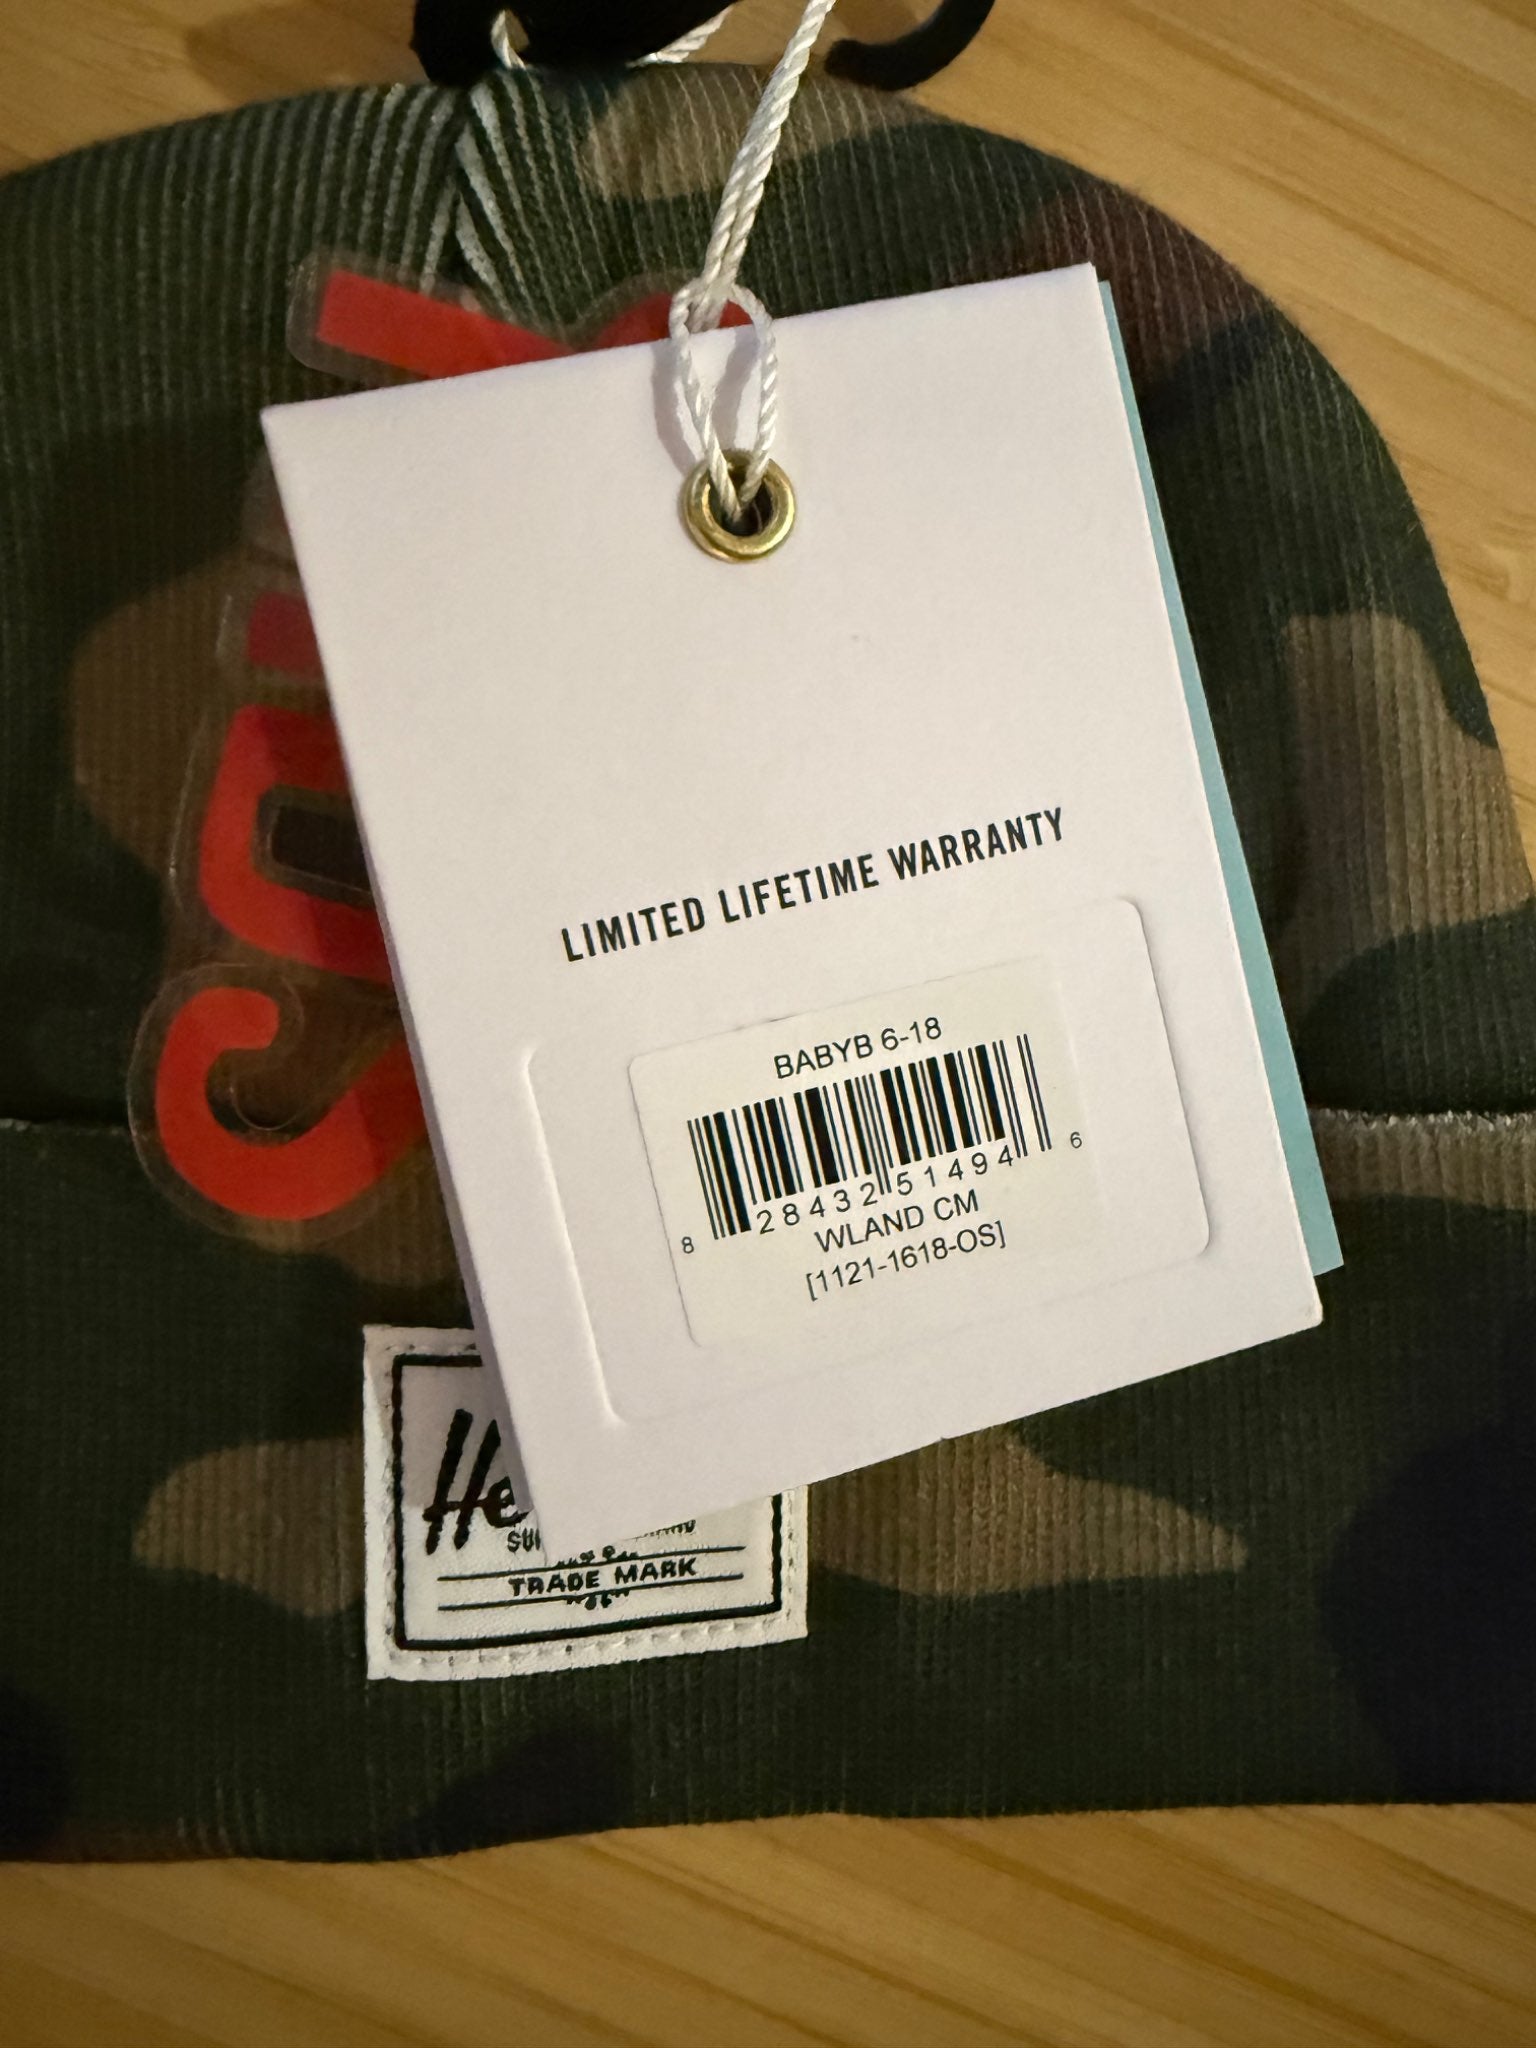 LIMITED LIFETIME WARRANTY
BABYB 6-18
8 28432 51494 6
WLAND CM
[1121-1618-OS]
TRADE MARK